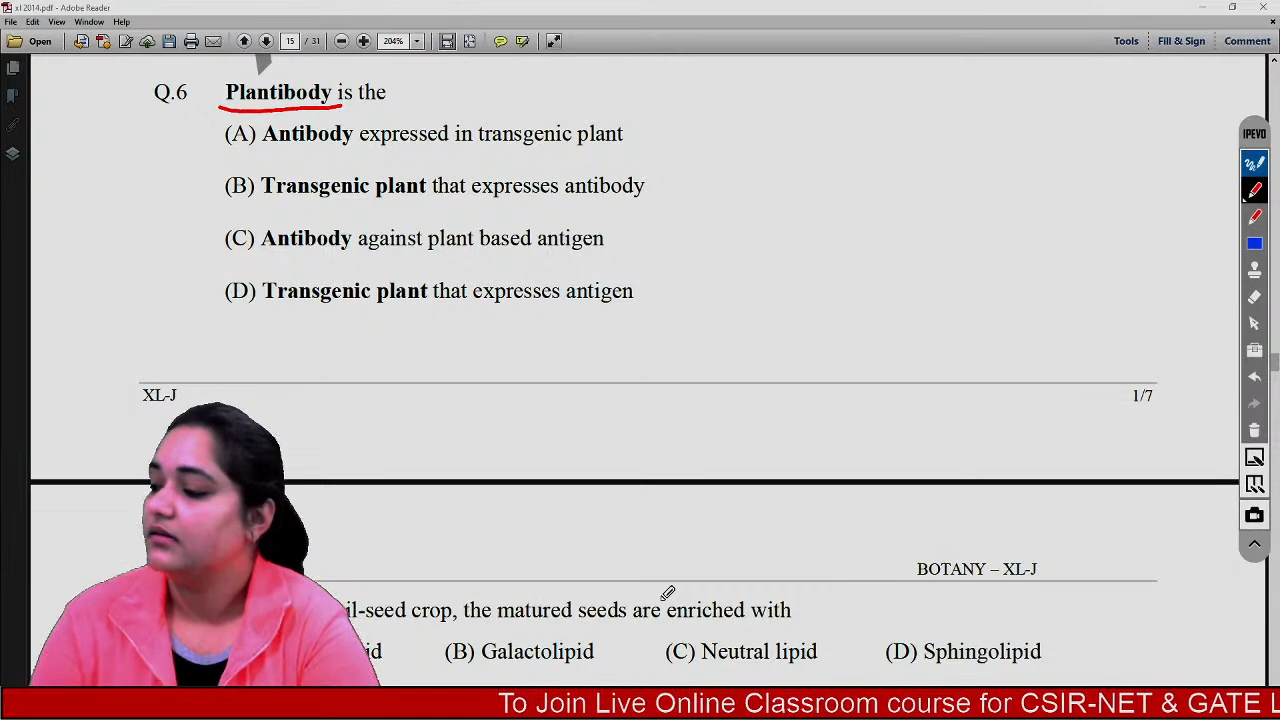 xl 2014.pdf - Adobe Reader
File Edit View Window Help
Open 15 / 31 204% Tools Fill & Sign Comment
Q.6 Plantibody is the
(A) Antibody expressed in transgenic plant
(B) Transgenic plant that expresses antibody
(C) Antibody against plant based antigen
(D) Transgenic plant that expresses antigen
XL-J 1/7
BOTANY – XL-J
il-seed crop, the matured seeds are enriched with
id (B) Galactolipid (C) Neutral lipid (D) Sphingolipid
To Join Live Online Classroom course for CSIR-NET & GATE L
IPEVO